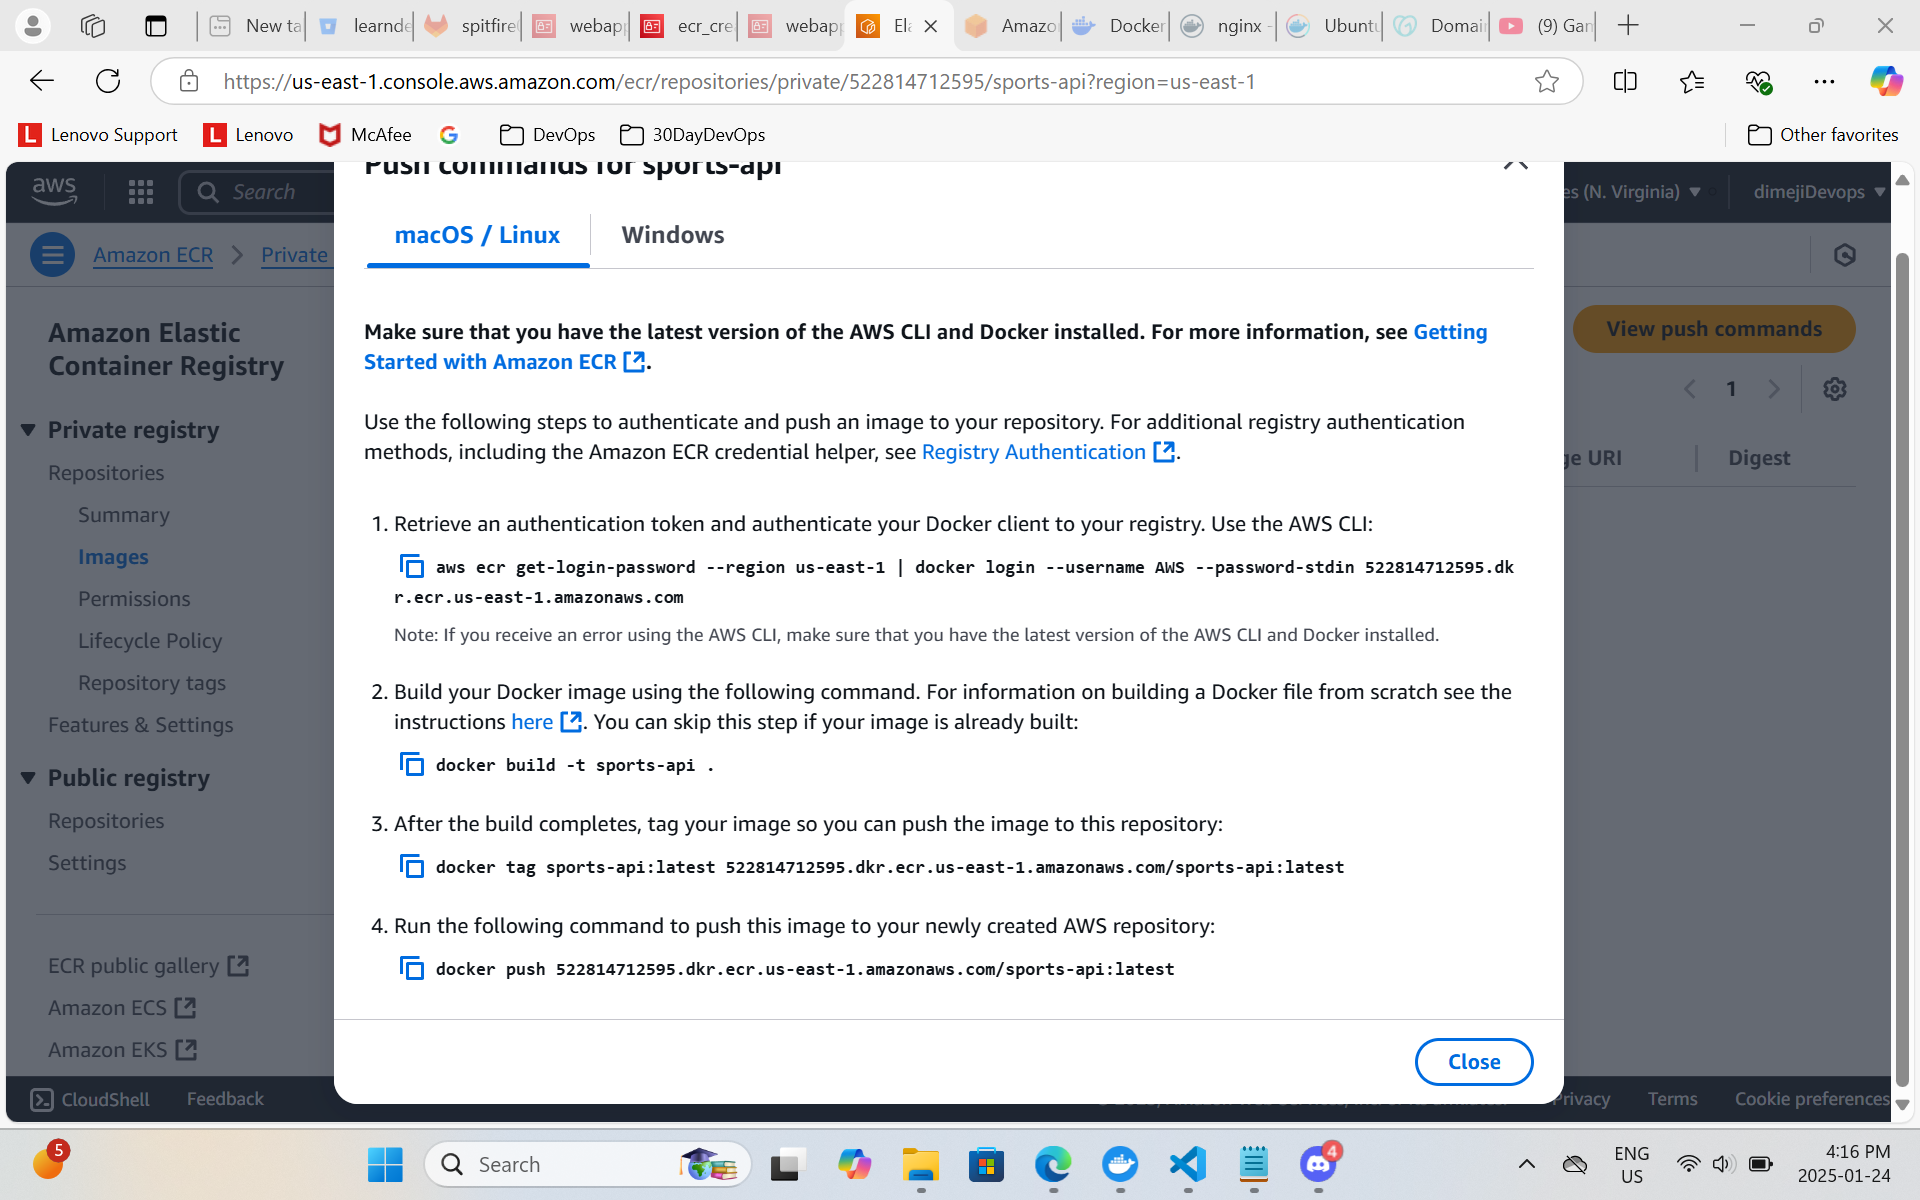 New ta
learnde
spitfire
webap
ecr_cre
webapp
Ela
Amazo
Docker
nginx -
Ubuntu
Domai
(9) Gan
https://us-east-1.console.aws.amazon.com/ecr/repositories/private/522814712595/sports-api?region=us-east-1
Lenovo Support
Lenovo
McAfee
DevOps
30DayDevOps
Other favorites
aws
Search
es (N. Virginia)
dimejiDevops
Push commands for sports-api
macOS / Linux
Windows
Amazon ECR
Private
Amazon Elastic
Container Registry
Private registry
Repositories
Summary
Images
Permissions
Lifecycle Policy
Repository tags
Features & Settings
Public registry
Repositories
Settings
ECR public gallery
Amazon ECS
Amazon EKS
View push commands
1
ge URI
Digest
Make sure that you have the latest version of the AWS CLI and Docker installed. For more information, see Getting
Started with Amazon ECR.
Use the following steps to authenticate and push an image to your repository. For additional registry authentication
methods, including the Amazon ECR credential helper, see Registry Authentication.
1. Retrieve an authentication token and authenticate your Docker client to your registry. Use the AWS CLI:
aws ecr get-login-password --region us-east-1 | docker login --username AWS --password-stdin 522814712595.dk
r.ecr.us-east-1.amazonaws.com
Note: If you receive an error using the AWS CLI, make sure that you have the latest version of the AWS CLI and Docker installed.
2. Build your Docker image using the following command. For information on building a Docker file from scratch see the
instructions here. You can skip this step if your image is already built:
docker build -t sports-api .
3. After the build completes, tag your image so you can push the image to this repository:
docker tag sports-api:latest 522814712595.dkr.ecr.us-east-1.amazonaws.com/sports-api:latest
4. Run the following command to push this image to your newly created AWS repository:
docker push 522814712595.dkr.ecr.us-east-1.amazonaws.com/sports-api:latest
Close
CloudShell
Feedback
Privacy
Terms
Cookie preferences
5
Search
4
ENG
US
4:16 PM
2025-01-24